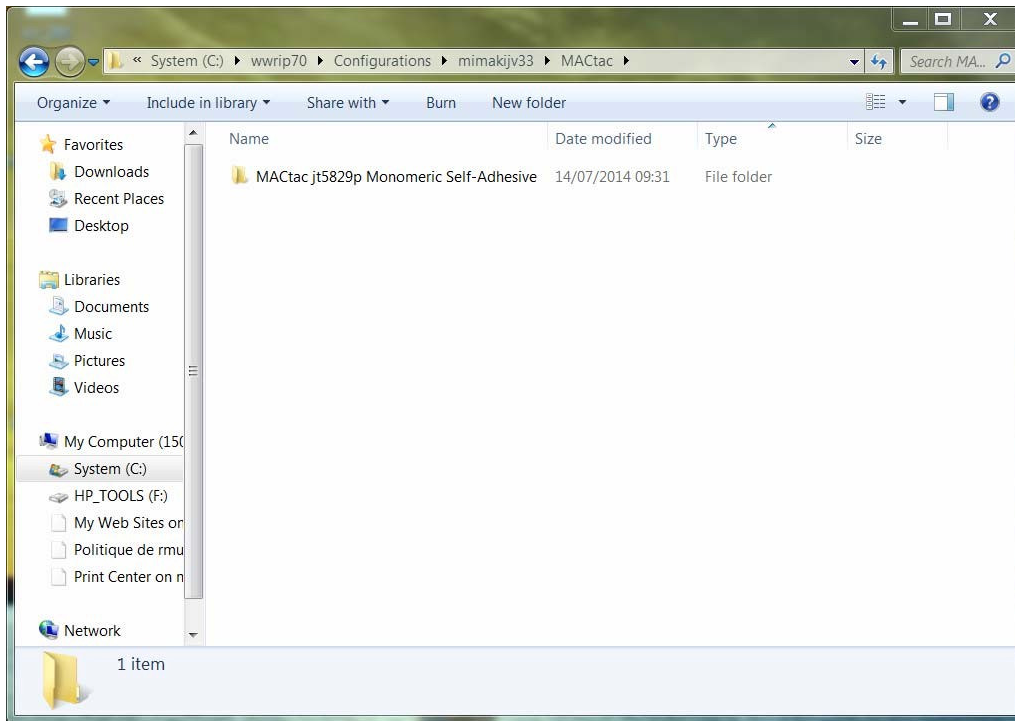 « System (C:) ▸ wwrip70 ▸ Configurations ▸ mimakijv33 ▸ MACtac ▸
Search MA...
Organize ▾ Include in library ▾ Share with ▾ Burn New folder
Name Date modified Type Size
MACtac jt5829p Monomeric Self-Adhesive 14/07/2014 09:31 File folder
Favorites
Downloads
Recent Places
Desktop
Libraries
Documents
Music
Pictures
Videos
My Computer (150
System (C:)
HP_TOOLS (F:)
My Web Sites on
Politique de rmu
Print Center on m
Network
1 item